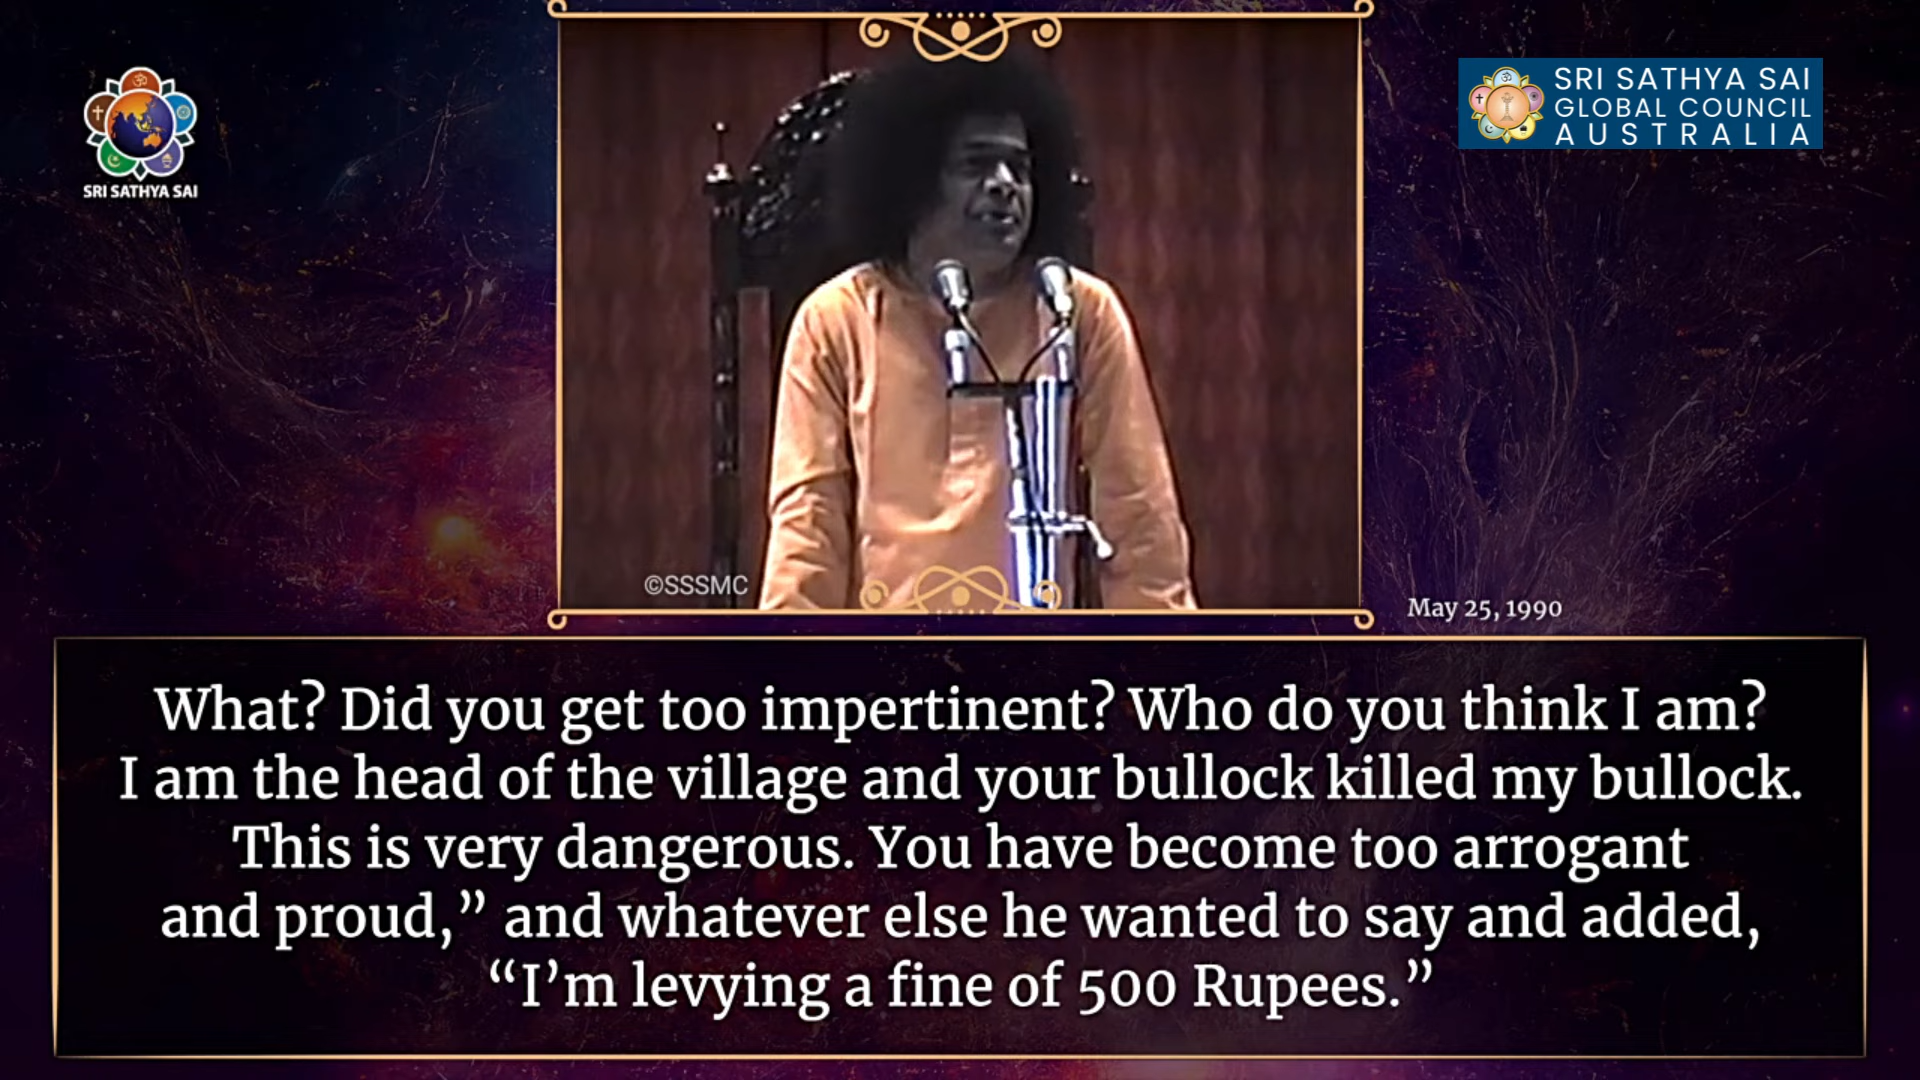 SRI SATHYA SAI
SRI SATHYA SAI
GLOBAL COUNCIL
AUSTRALIA
©SSSMC
May 25, 1990
What? Did you get too impertinent? Who do you think I am?
I am the head of the village and your bullock killed my bullock.
This is very dangerous. You have become too arrogant
and proud,” and whatever else he wanted to say and added,
“I’m levying a fine of 500 Rupees.”